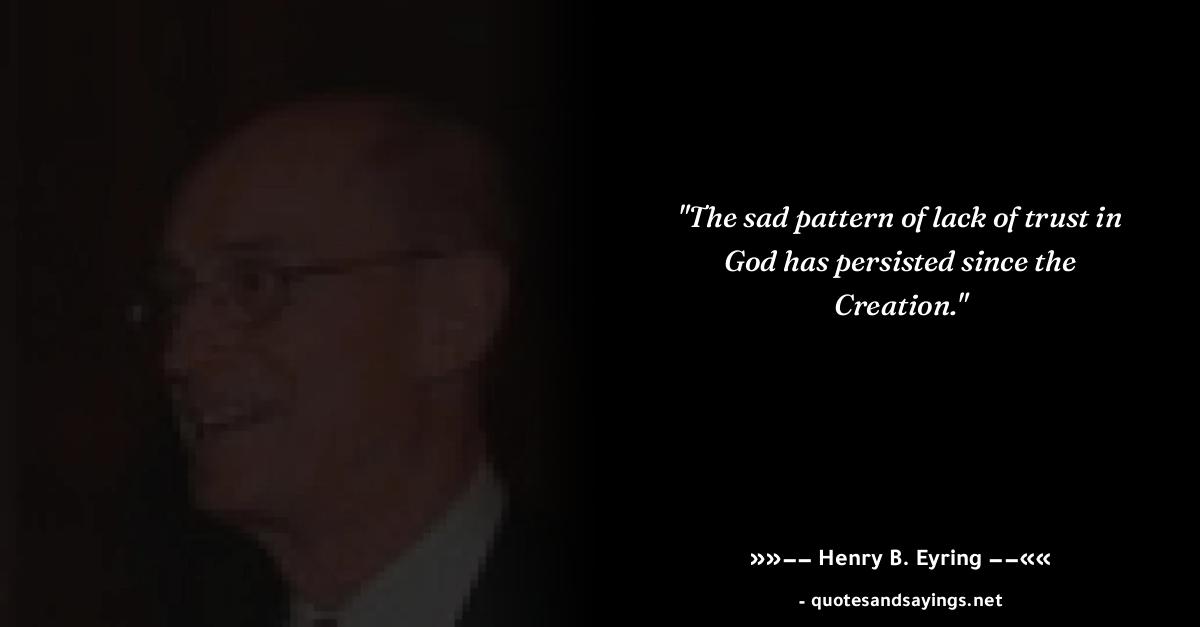 "The sad pattern of lack of trust in
God has persisted since the
Creation."
»»–– Henry B. Eyring ––««
- quotesandsayings.net